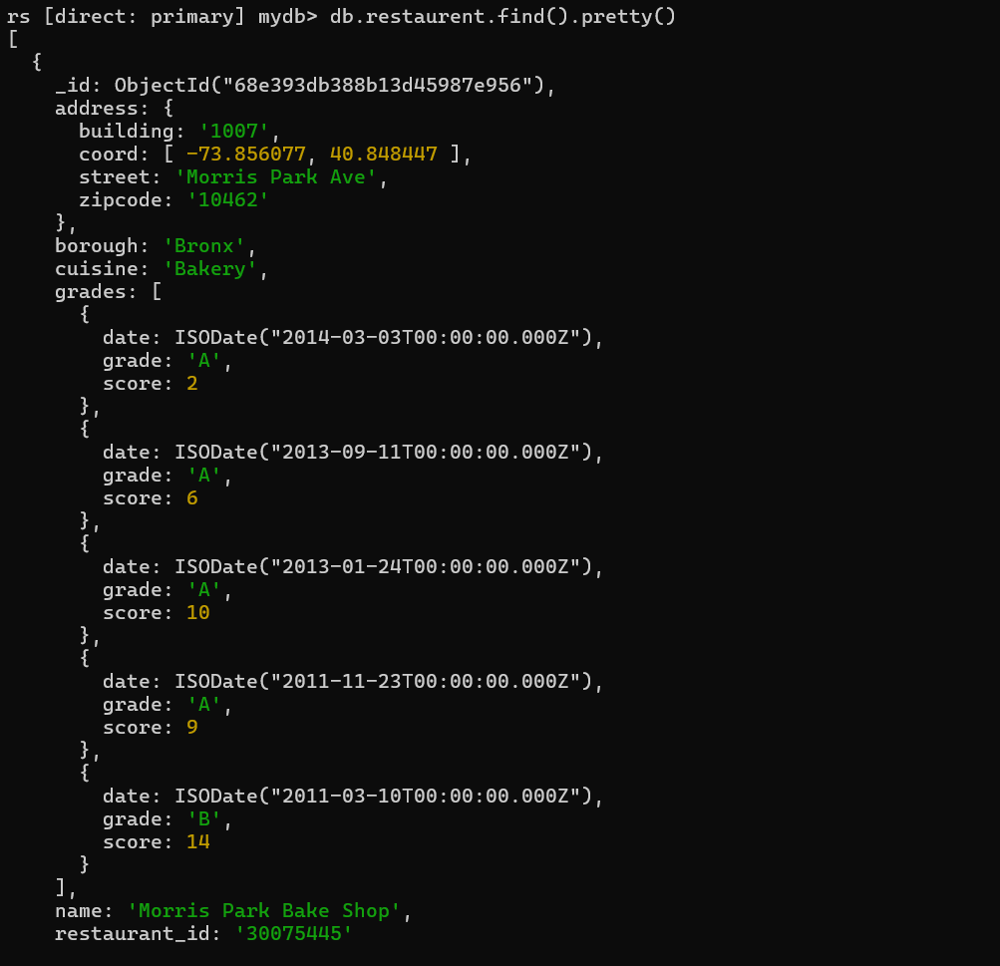 rs [direct: primary] mydb> db.restaurent.find().pretty()
[
  {
    _id: ObjectId("68e393db388b13d45987e956"),
    address: {
      building: '1007',
      coord: [ -73.856077, 40.848447 ],
      street: 'Morris Park Ave',
      zipcode: '10462'
    },
    borough: 'Bronx',
    cuisine: 'Bakery',
    grades: [
      {
        date: ISODate("2014-03-03T00:00:00.000Z"),
        grade: 'A',
        score: 2
      },
      {
        date: ISODate("2013-09-11T00:00:00.000Z"),
        grade: 'A',
        score: 6
      },
      {
        date: ISODate("2013-01-24T00:00:00.000Z"),
        grade: 'A',
        score: 10
      },
      {
        date: ISODate("2011-11-23T00:00:00.000Z"),
        grade: 'A',
        score: 9
      },
      {
        date: ISODate("2011-03-10T00:00:00.000Z"),
        grade: 'B',
        score: 14
      }
    ],
    name: 'Morris Park Bake Shop',
    restaurant_id: '30075445'